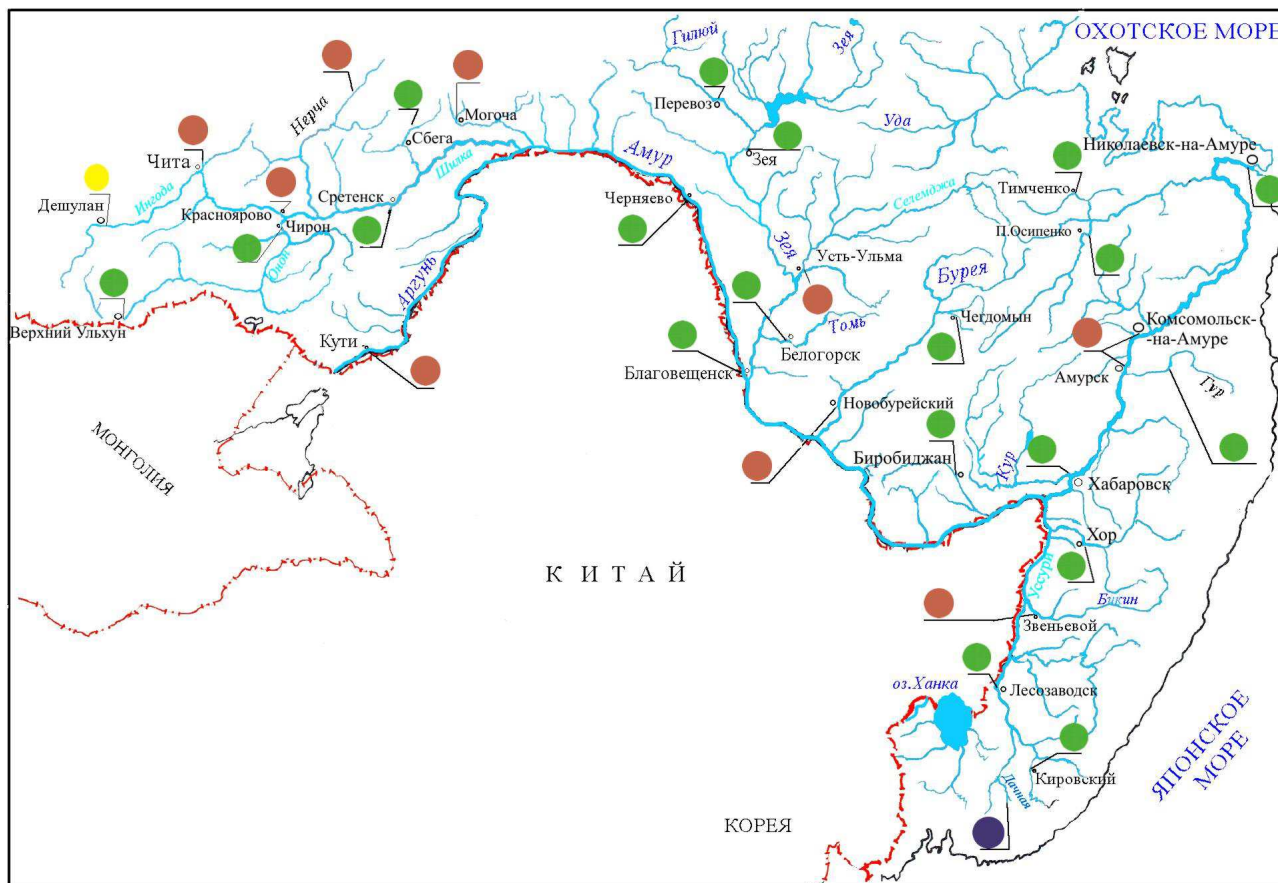 ОХОТСКОЕ МОРЕ
Гилюй
Зея
Перевоз
Нерча
Могоча
Сбега
Уда
Амур
Зея
Николаевск-на-Амуре
Чита
Шилка
Тимченко
Ингода
Сретенск
Черняево
Селемджа
Дешулан
Красноярово
Чирон
П.Осипенко
Зея
Усть-Ульма
Онон
Аргунь
Бурея
Верхний Ульхун
Чегдомын
Томь
Комсомольск-
-на-Амуре
Кути
Белогорск
Благовещенск
Амурск
Гур
Новобурейский
МОНГОЛИЯ
Биробиджан
Кур
Хабаровск
Хор
КИТАЙ
Уссури
Бикин
Звеньевой
оз.Ханка
Лесозаводск
ЯПОНСКОЕ
МОРЕ
Кировский
Дачная
КОРЕЯ